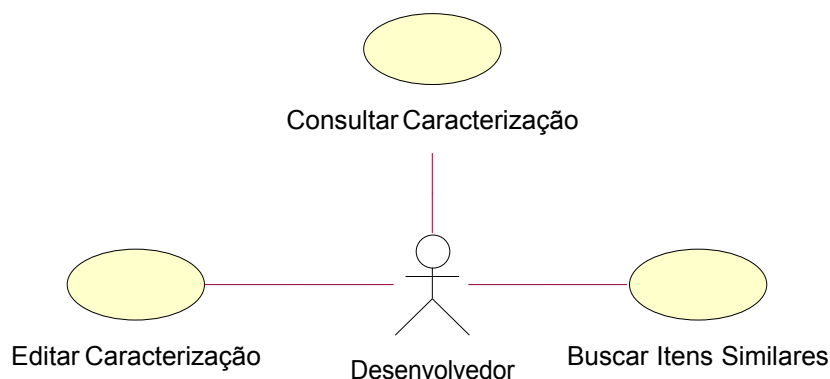 Consultar Caracterização
Editar Caracterização
Desenvolvedor
Buscar Itens Similares